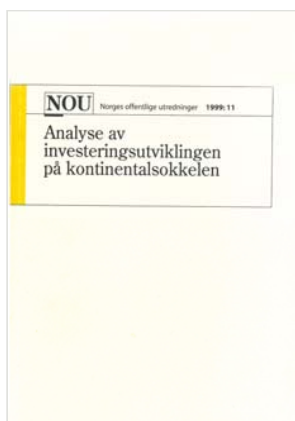 NOU Norges offentlige utredninger 1999: 11
Analyse av
investeringsutviklingen
på kontinentalsokkelen